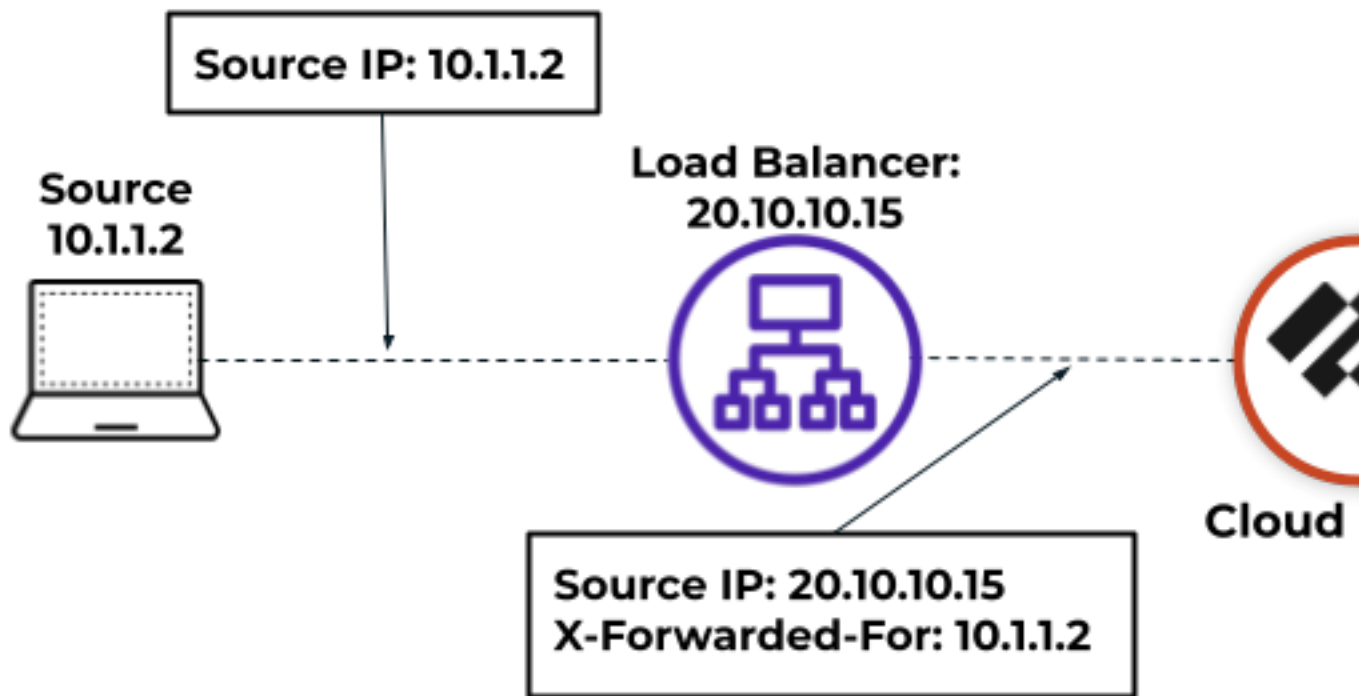 Source IP: 10.1.1.2
Load Balancer:
20.10.10.15
Source
10.1.1.2
Cloud
Source IP: 20.10.10.15
X-Forwarded-For: 10.1.1.2